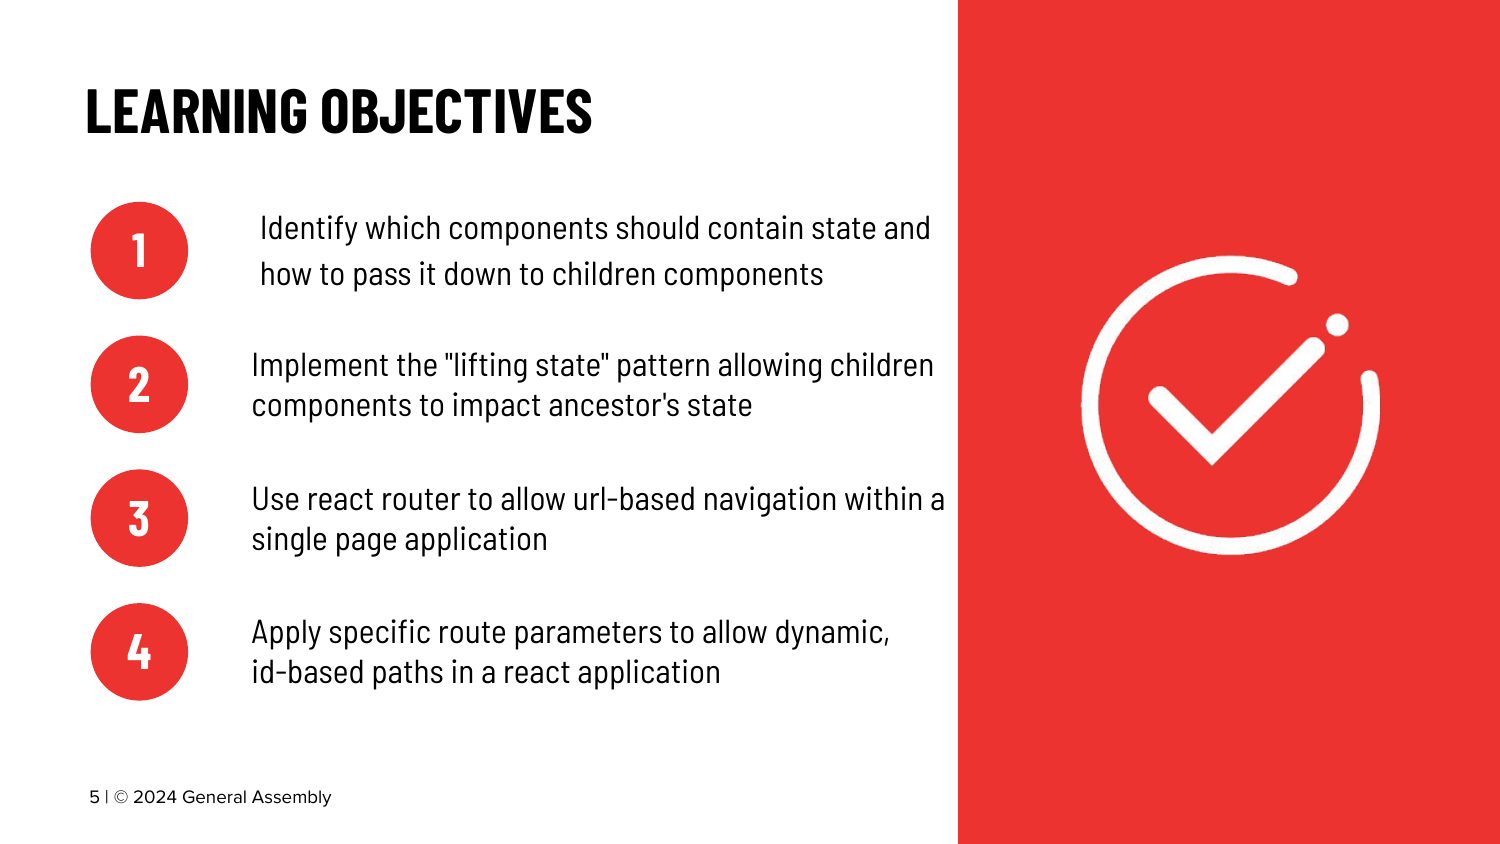 LEARNING OBJECTIVES
1
Identify which components should contain state and
how to pass it down to children components
2
Implement the "lifting state" pattern allowing children
components to impact ancestor's state
3
Use react router to allow url-based navigation within a
single page application
4
Apply specific route parameters to allow dynamic,
id-based paths in a react application
5 | © 2024 General Assembly